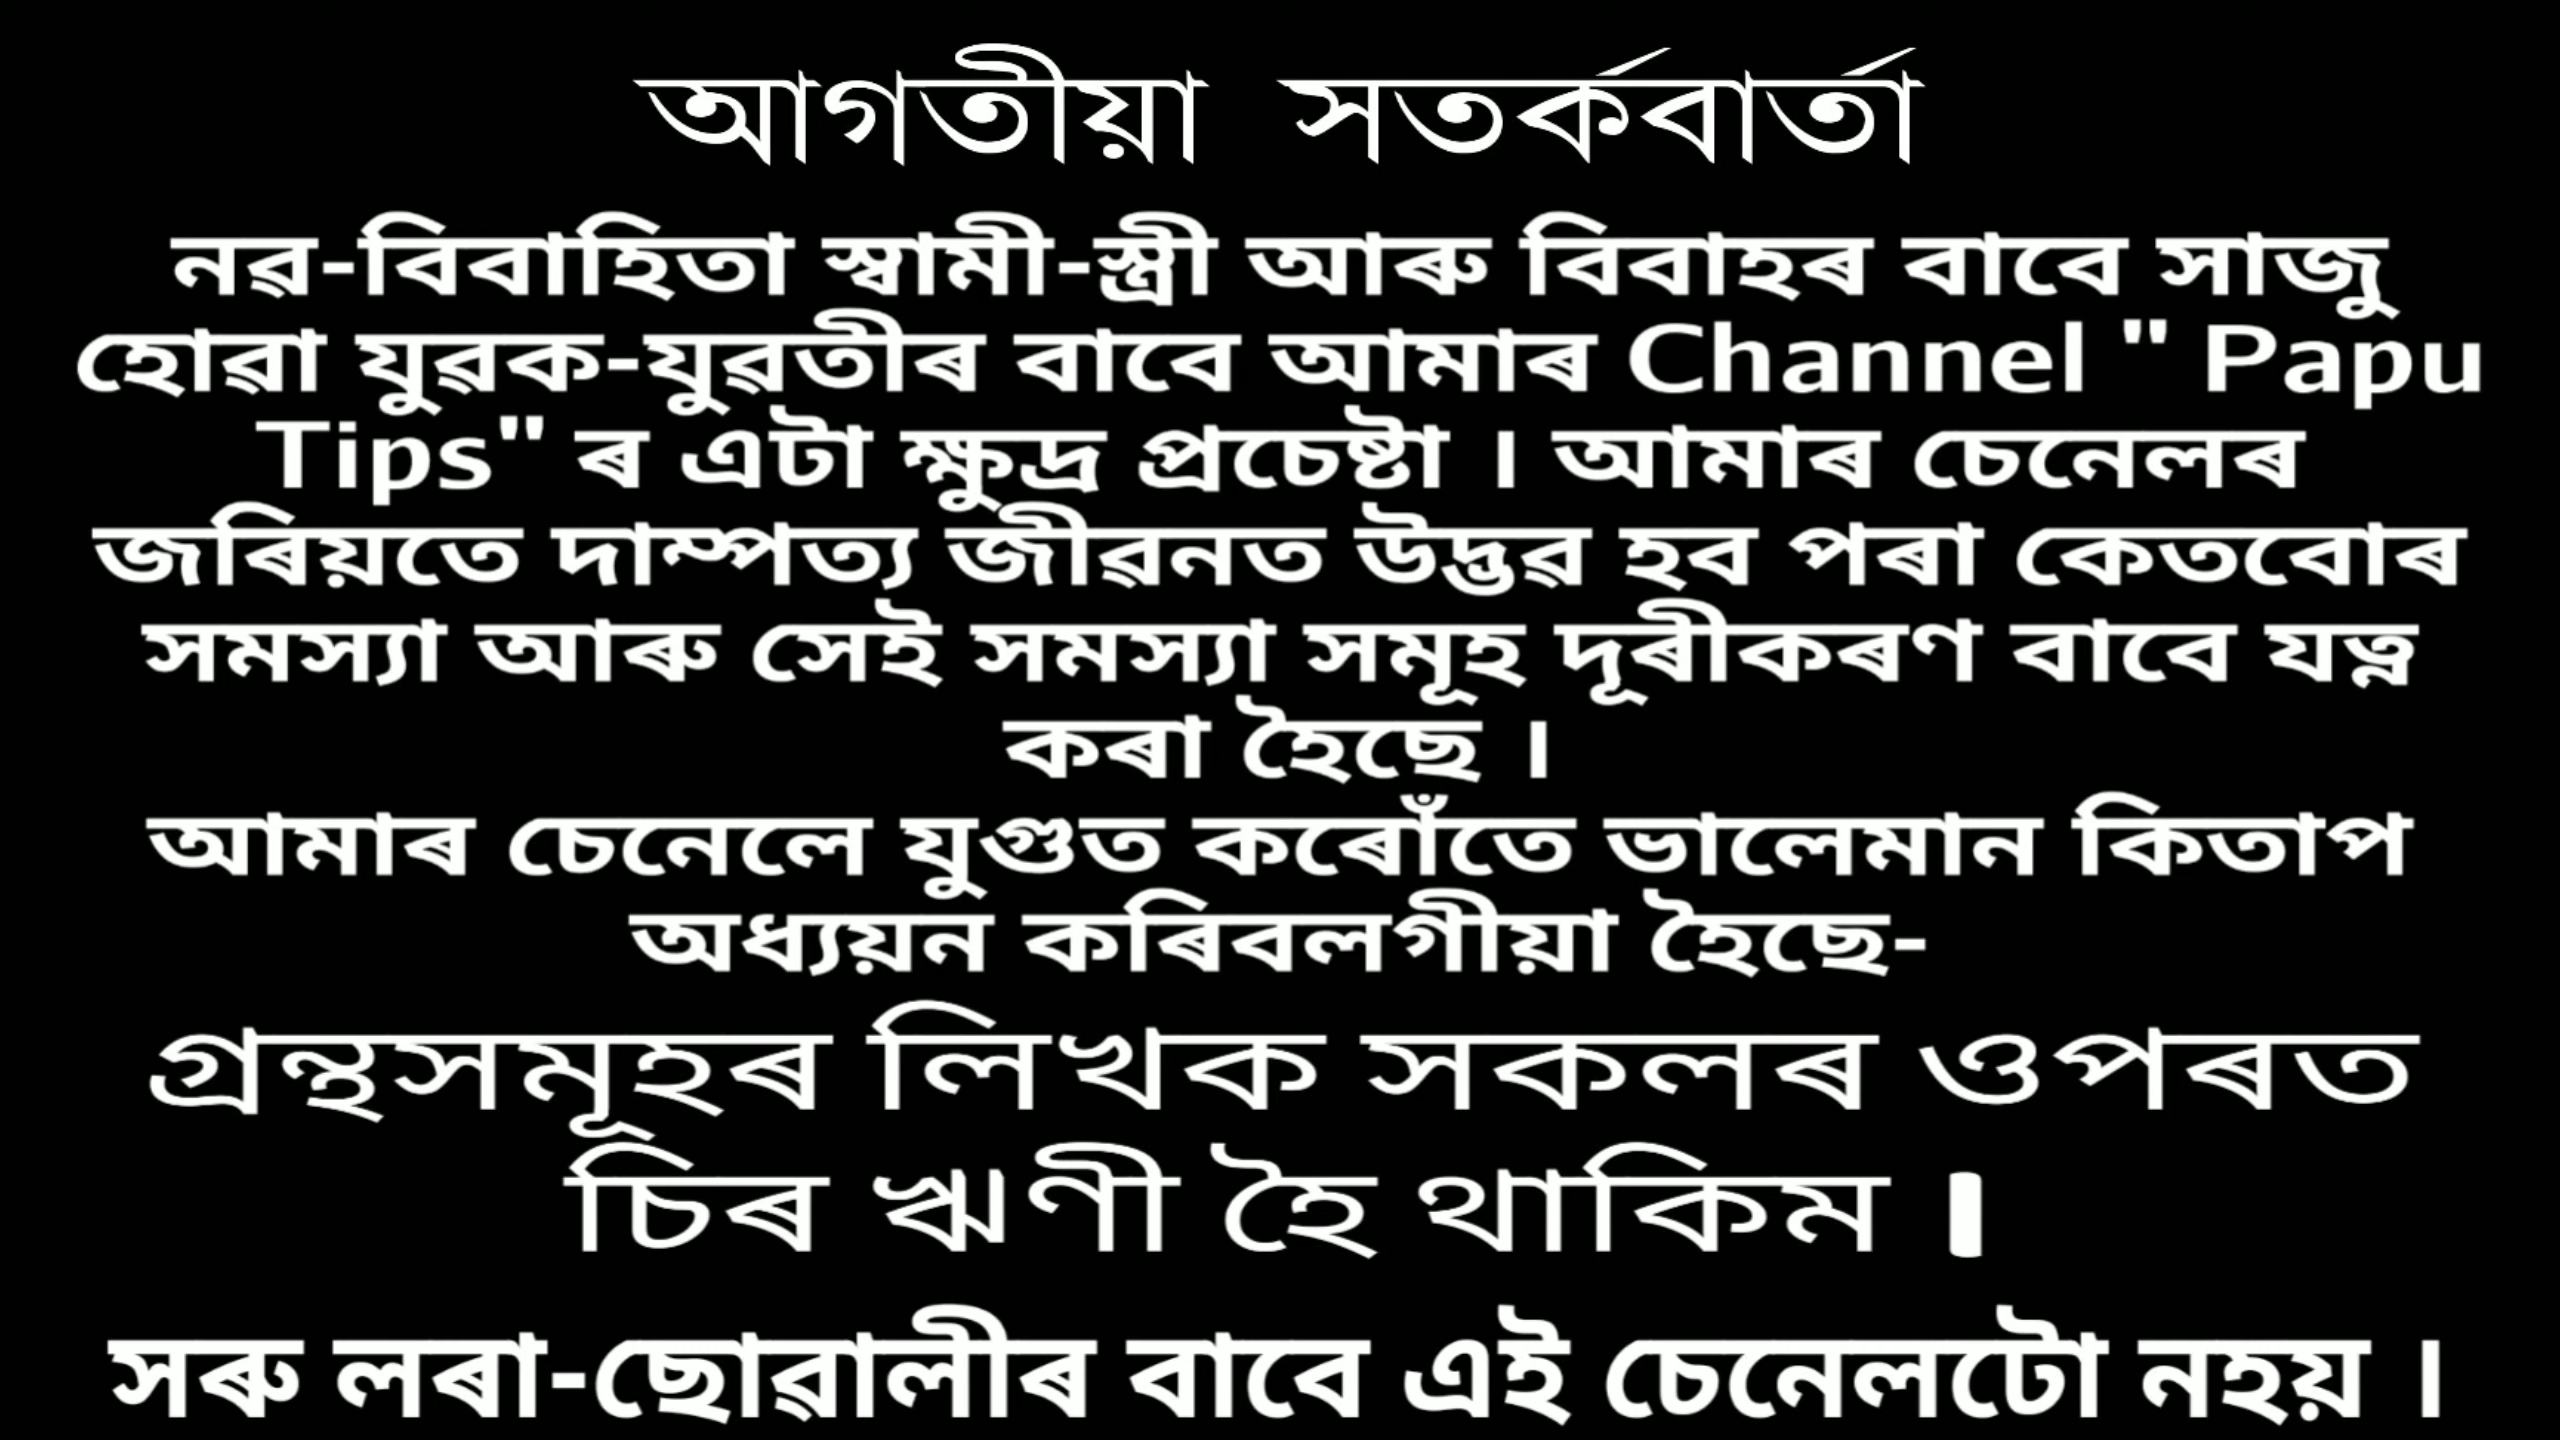 আগতীয়া সতৰ্কবাৰ্তা
নৱ-বিবাহিতা স্বামী-স্ত্ৰী আৰু বিবাহৰ বাবে সাজু
হোৱা যুৱক-যুৱতীৰ বাবে আমাৰ Channel " Papu
Tips" ৰ এটা ক্ষুদ্ৰ প্ৰচেষ্টা । আমাৰ চেনেলৰ
জৰিয়তে দাম্পত্য জীৱনত উদ্ভৱ হব পৰা কেতবোৰ
সমস্যা আৰু সেই সমস্যা সমূহ দূৰীকৰণ বাবে যত্ন
কৰা হৈছে ।
আমাৰ চেনেলে যুগুত কৰোঁতে ভালেমান কিতাপ
অধ্যয়ন কৰিবলগীয়া হৈছে-
গ্ৰন্থসমূহৰ লিখক সকলৰ ওপৰত
চিৰ ঋণী হৈ থাকিম ।
সৰু লৰা-ছোৱালীৰ বাবে এই চেনেলটো নহয় ।